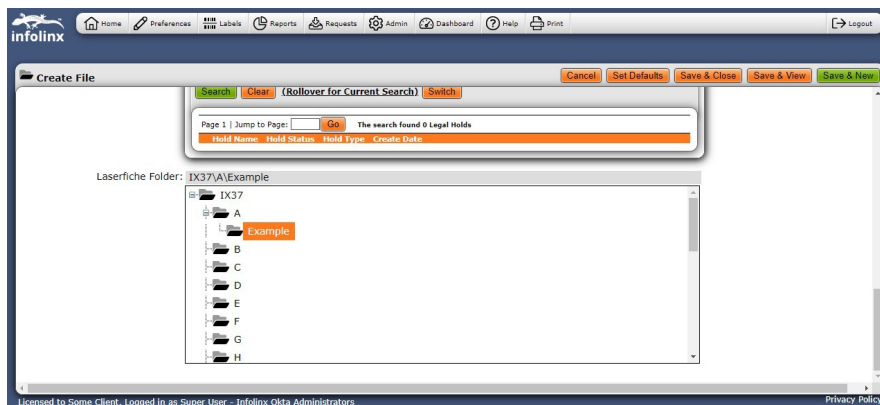 infolinx
Home Preferences Labels Reports Requests Admin Dashboard Help Print Logout
Create File Cancel Set Defaults Save & Close Save & View Save & New
Search Clear (Rollover for Current Search) Switch
Page 1 | Jump to Page: Go The search found 0 Legal Holds
Hold Name Hold Status Hold Type Create Date
Laserfiche Folder: IX37\A\Example
IX37
A
Example
B
C
D
E
F
G
H
Licensed to Some Client. Logged in as Super User - Infolinx Okta Administrators Privacy Policy